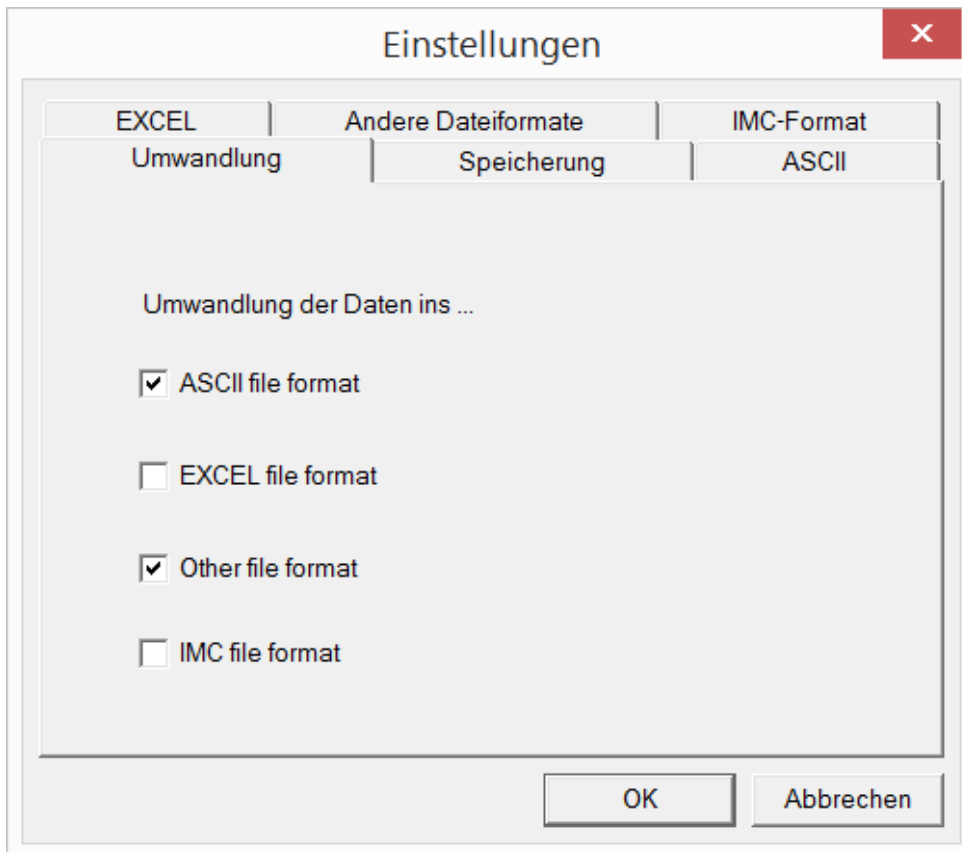 Einstellungen
EXCEL Andere Dateiformate IMC-Format
Umwandlung Speicherung ASCII
Umwandlung der Daten ins ...
ASCII file format
EXCEL file format
Other file format
IMC file format
OK Abbrechen